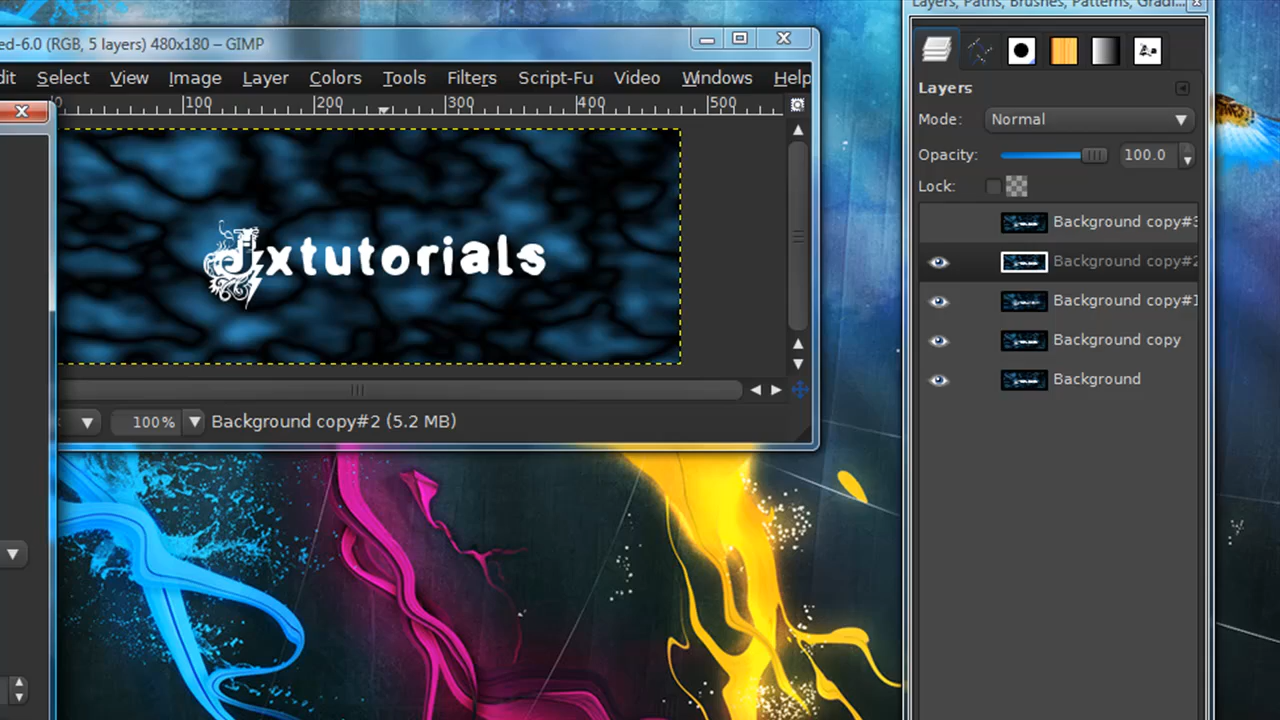 Layers, Paths, Brushes, Patterns, Gradi...
ed-6.0 (RGB, 5 layers) 480x180 – GIMP
dit Select View Image Layer Colors Tools Filters Script-Fu Video Windows Help
0 100 200 300 400 500
Layers
Mode: Normal
Opacity: 100.0
Lock:
Background copy#3
Background copy#2
Background copy#1
Background copy
Background
dxtutorials
100% Background copy#2 (5.2 MB)